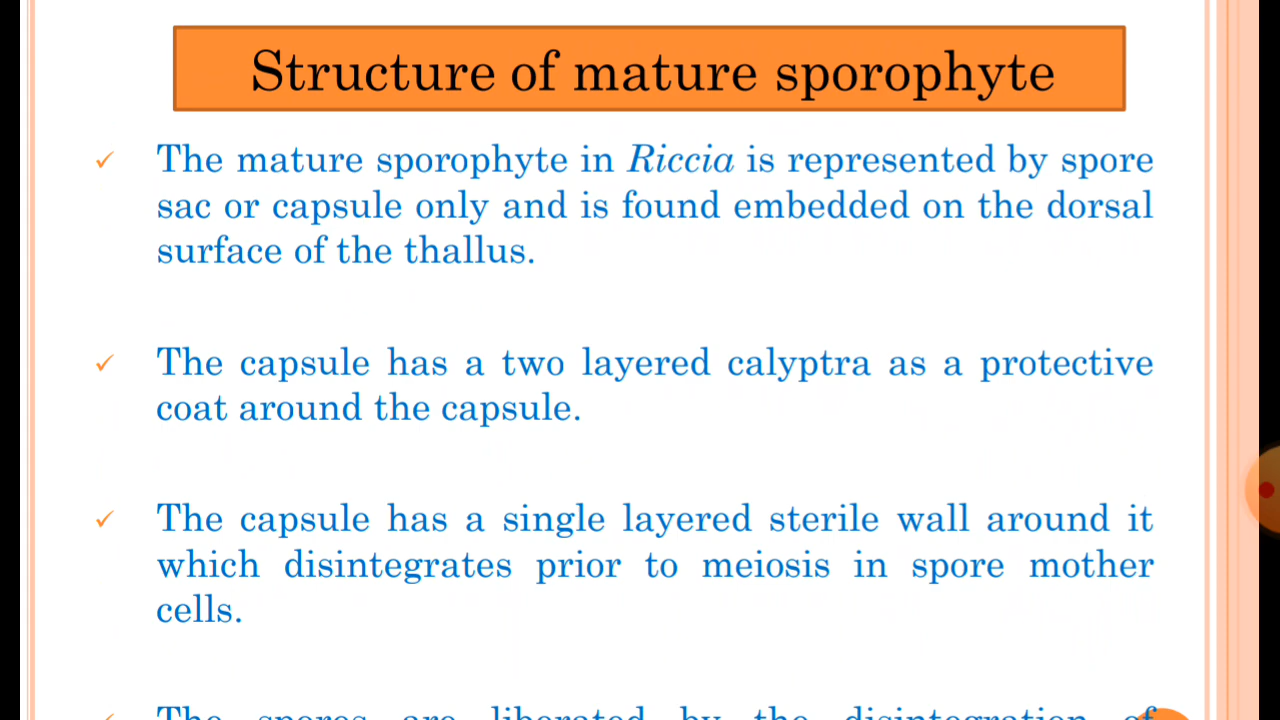 Structure of mature sporophyte
✓ The mature sporophyte in Riccia is represented by spore
sac or capsule only and is found embedded on the dorsal
surface of the thallus.
✓ The capsule has a two layered calyptra as a protective
coat around the capsule.
✓ The capsule has a single layered sterile wall around it
which disintegrates prior to meiosis in spore mother
cells.
✓ The spores are liberated by the disintegration of